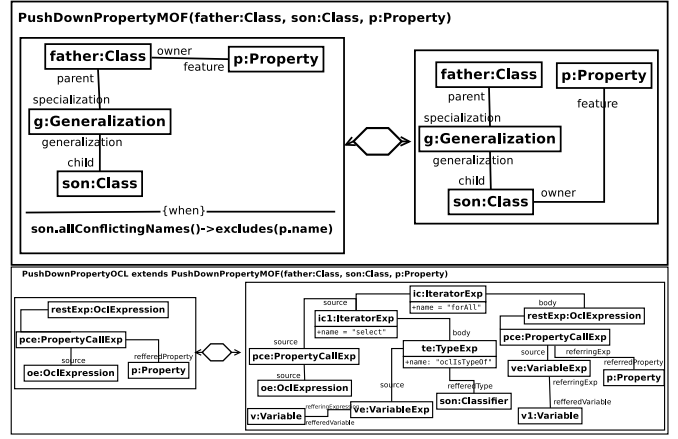 PushDownPropertyMOF(father:Class, son:Class, p:Property)
father:Class
owner
feature
p:Property
parent
specialization
g:Generalization
generalization
child
son:Class
{when}
son.allConflictingNames()->excludes(p.name)
father:Class
p:Property
parent
feature
specialization
g:Generalization
generalization
child
son:Class
owner
PushDownPropertyOCL extends PushDownPropertyMOF(father:Class, son:Class, p:Property)
restExp:OclExpression
pce:PropertyCallExp
source
refferedProperty
oe:OclExpression
p:Property
ic:IteratorExp
+name = "forAll"
source
body
ic1:IteratorExp
+name = "select"
restExp:OclExpression
source
body
pce:PropertyCallExp
te:TypeExp
+name: "oclIsTypeOf"
pce:PropertyCallExp
source
referringExp
referredProperty
oe:OclExpression
source
refferedType
ve:VariableExp
p:Property
referringExp
v:Variable
refferingExpression
refferedVariable
ve:VariableExp
son:Classifier
refferedVariable
v1:Variable